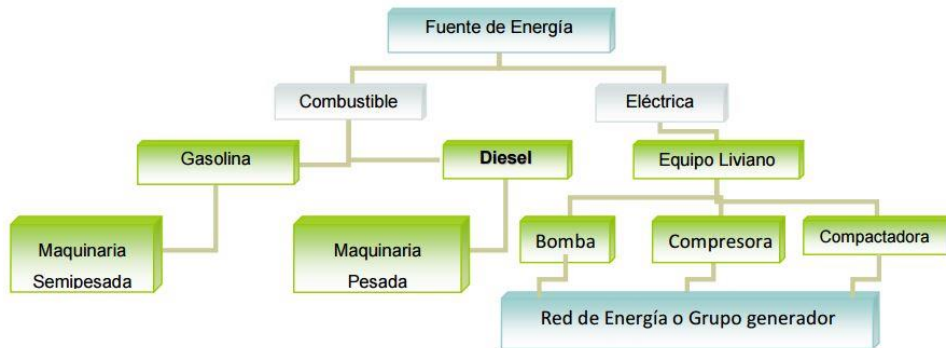 Fuente de Energía
Combustible
Eléctrica
Gasolina
Diesel
Equipo Liviano
Maquinaria
Semipesada
Maquinaria
Pesada
Bomba
Compresora
Compactadora
Red de Energía o Grupo generador